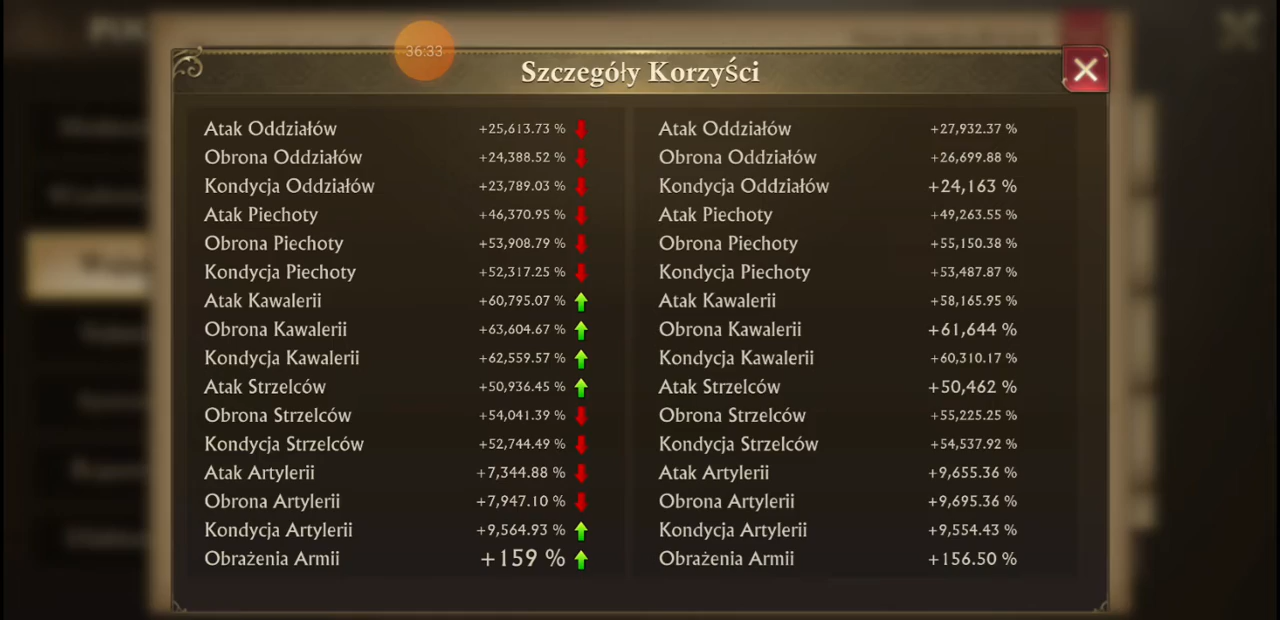 36:33
Szczegóły Korzyści
Atak Oddziałów +25,613.73 % Atak Oddziałów +27,932.37 %
Obrona Oddziałów +24,388.52 % Obrona Oddziałów +26,699.88 %
Kondycja Oddziałów +23,789.03 % Kondycja Oddziałów +24,163 %
Atak Piechoty +46,370.95 % Atak Piechoty +49,263.55 %
Obrona Piechoty +53,908.79 % Obrona Piechoty +55,150.38 %
Kondycja Piechoty +52,317.25 % Kondycja Piechoty +53,487.87 %
Atak Kawalerii +60,795.07 % Atak Kawalerii +58,165.95 %
Obrona Kawalerii +63,604.67 % Obrona Kawalerii +61,644 %
Kondycja Kawalerii +62,559.57 % Kondycja Kawalerii +60,310.17 %
Atak Strzelców +50,936.45 % Atak Strzelców +50,462 %
Obrona Strzelców +54,041.39 % Obrona Strzelców +55,225.25 %
Kondycja Strzelców +52,744.49 % Kondycja Strzelców +54,537.92 %
Atak Artylerii +7,344.88 % Atak Artylerii +9,655.36 %
Obrona Artylerii +7,947.10 % Obrona Artylerii +9,695.36 %
Kondycja Artylerii +9,564.93 % Kondycja Artylerii +9,554.43 %
Obrażenia Armii +159 % Obrażenia Armii +156.50 %